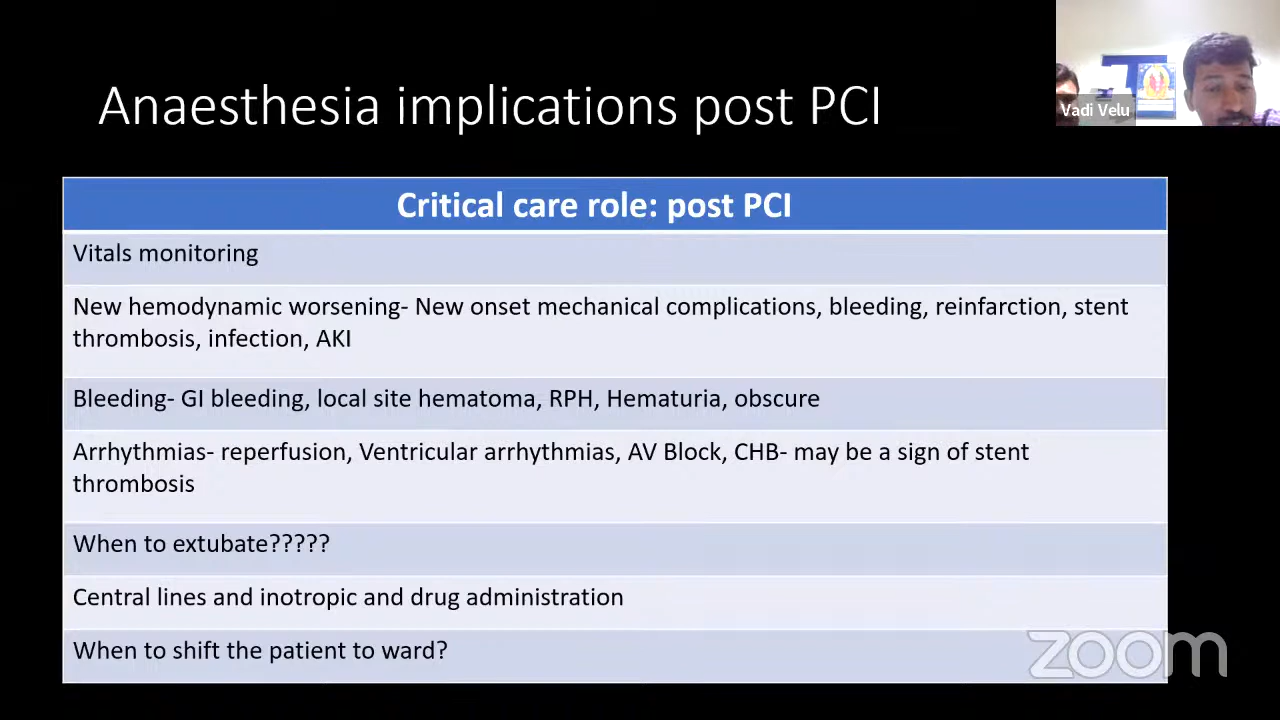 Anaesthesia implications post PCI
Vadi Velu
Critical care role: post PCI
Vitals monitoring
New hemodynamic worsening- New onset mechanical complications, bleeding, reinfarction, stent
thrombosis, infection, AKI
Bleeding- GI bleeding, local site hematoma, RPH, Hematuria, obscure
Arrhythmias- reperfusion, Ventricular arrhythmias, AV Block, CHB- may be a sign of stent
thrombosis
When to extubate?????
Central lines and inotropic and drug administration
When to shift the patient to ward?
zoom